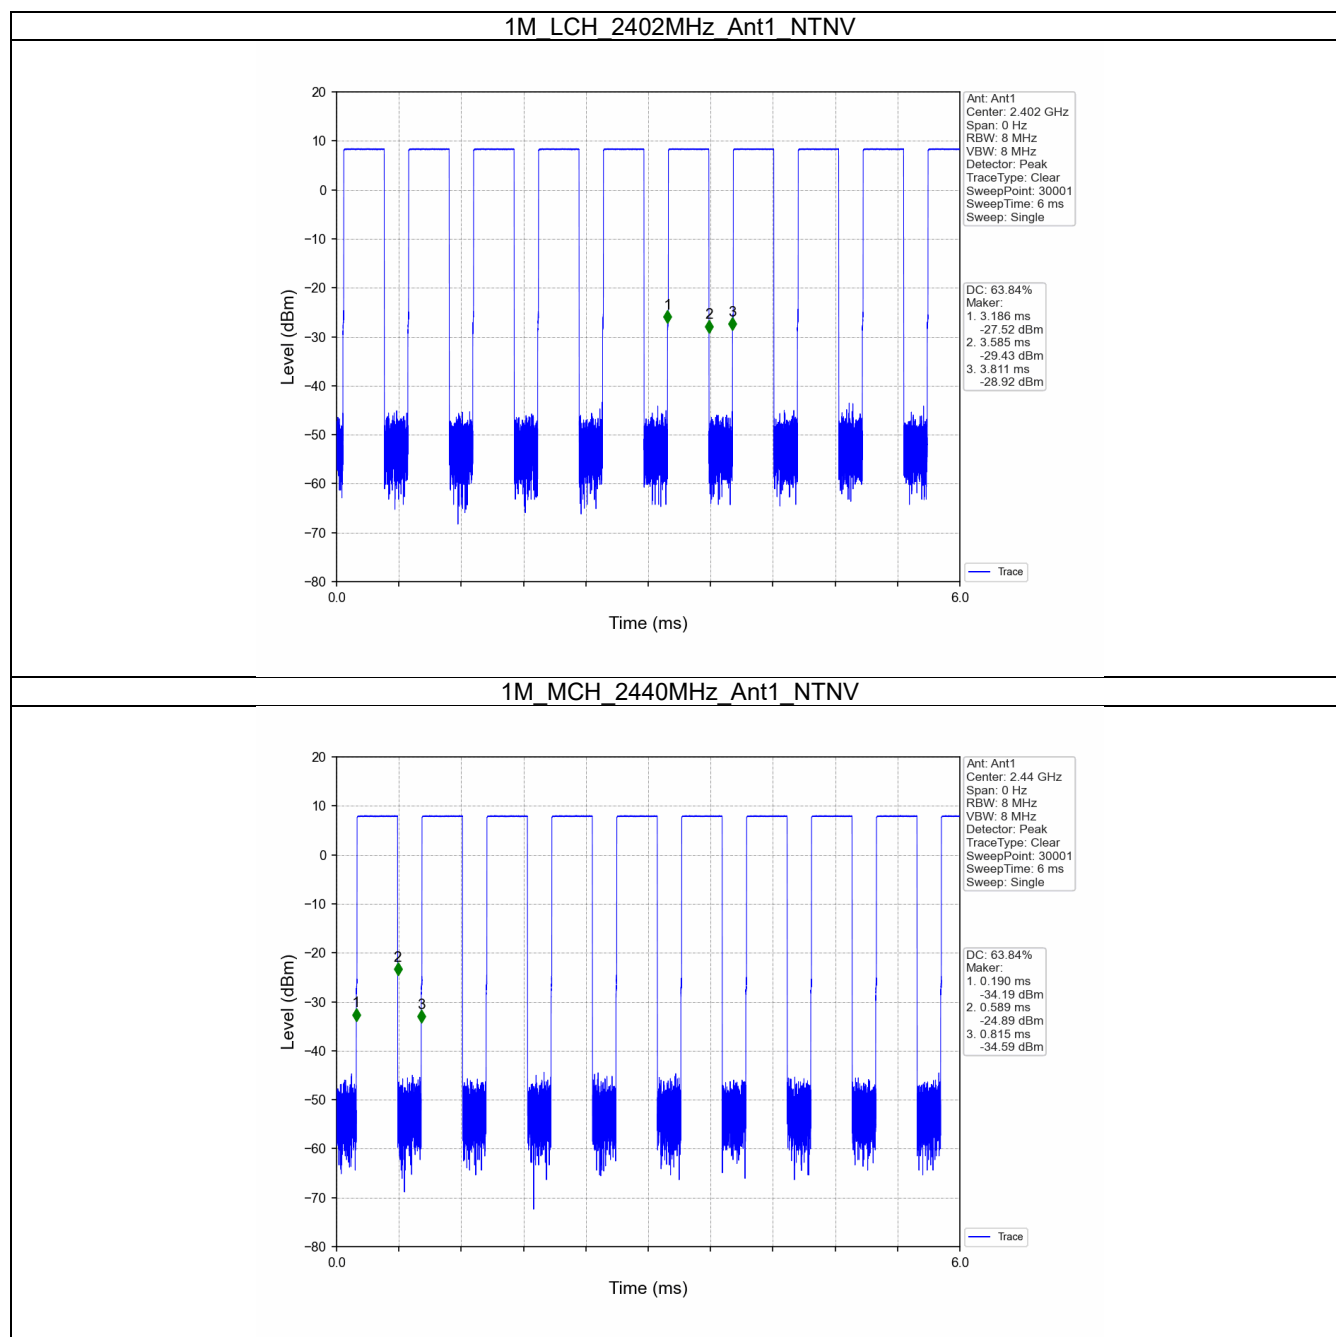 1M_LCH_2402MHz_Ant1_NTNV
20
10
0
−10
−20
−30
−40
−50
−60
−70
−80
Level (dBm)
0.0
6.0
Time (ms)
1
2
3
Ant: Ant1
Center: 2.402 GHz
Span: 0 Hz
RBW: 8 MHz
VBW: 8 MHz
Detector: Peak
TraceType: Clear
SweepPoint: 30001
SweepTime: 6 ms
Sweep: Single
DC: 63.84%
Maker:
1. 3.186 ms
-27.52 dBm
2. 3.585 ms
-29.43 dBm
3. 3.811 ms
-28.92 dBm
Trace
1M_MCH_2440MHz_Ant1_NTNV
20
10
0
−10
−20
−30
−40
−50
−60
−70
−80
Level (dBm)
0.0
6.0
Time (ms)
1
2
3
Ant: Ant1
Center: 2.44 GHz
Span: 0 Hz
RBW: 8 MHz
VBW: 8 MHz
Detector: Peak
TraceType: Clear
SweepPoint: 30001
SweepTime: 6 ms
Sweep: Single
DC: 63.84%
Maker:
1. 0.190 ms
-34.19 dBm
2. 0.589 ms
-24.89 dBm
3. 0.815 ms
-34.59 dBm
Trace